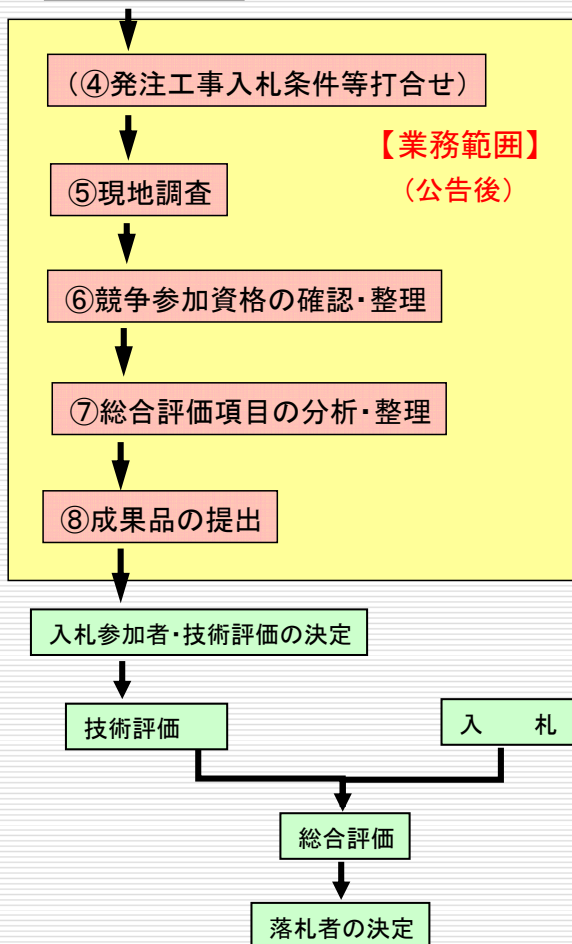 （④発注工事入札条件等打合せ）
【業務範囲】
（公告後）
⑤現地調査
⑥競争参加資格の確認・整理
⑦総合評価項目の分析・整理
⑧成果品の提出
入札参加者・技術評価の決定
技術評価
入　　札
総合評価
落札者の決定